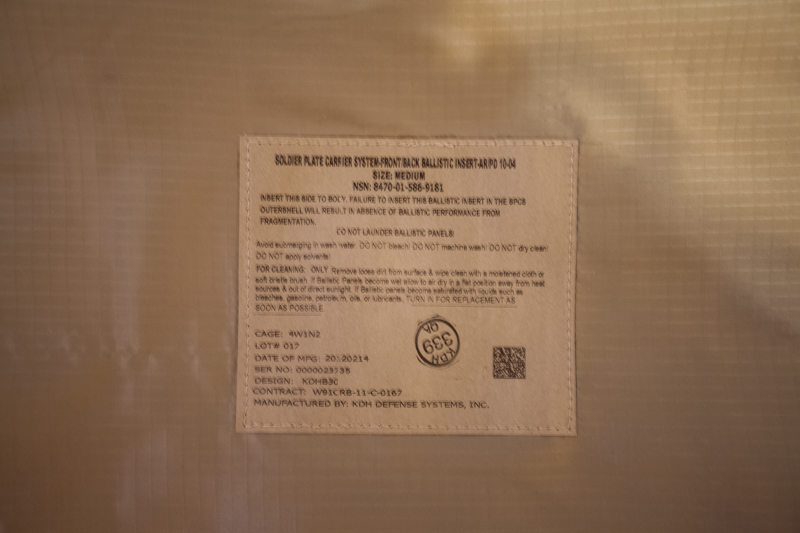 SOLDIER PLATE CARRIER SYSTEM-FRONT/BACK BALLISTIC INSERT-AR/PD 10-04
SIZE: MEDIUM
NSN: 8470-01-586-9181
INSERT THIS SIDE TO BODY. FAILURE TO INSERT THIS BALLISTIC INSERT IN THE SPCS
OUTERSHELL WILL RESULT IN ABSENCE OF BALLISTIC PERFORMANCE FROM
FRAGMENTATION.
DO NOT LAUNDER BALLISTIC PANELS!
Avoid submerging in wash water. DO NOT bleach! DO NOT machine wash! DO NOT dry clean!
DO NOT apply solvents!
FOR CLEANING: ONLY Remove loose dirt from surface & wipe clean with a moistened cloth or
soft bristle brush. If Ballistic Panels become wet allow to air dry in a flat position away from heat
sources & out of direct sunlight. If Ballistic panels become saturated with liquids such as
bleaches, gasoline, petroleum, oils, or lubricants, TURN IN FOR REPLACEMENT AS
SOON AS POSSIBLE
CAGE: 4W1N2
LOT# 017
DATE OF MFG:
SER NO:
DESIGN: KDHB3C
CONTRACT: W91CRB-11-C-0167
MANUFACTURED BY: KDH DEFENSE SYSTEMS, INC.
KDH
339
QA